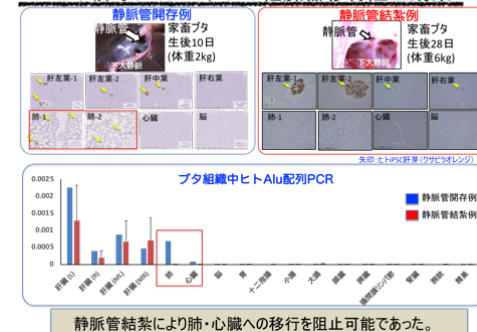 静脈管開存例
静脈管
下大静脈
家畜ブタ
生後10日
(体重2kg)
肝左葉-1
肝左葉-2
肝中葉
肝右葉
肺-1
肺-2
心臓
脳
静脈管結紮例
静脈管
下大静脈
家畜ブタ
生後28日
(体重6kg)
肝左葉-1
肝左葉-2
肝中葉
肝右葉
肺-1
肺-2
心臓
脳
矢印:ヒトiPSC肝芽(クサビラオレンジ)
ブタ組織中ヒトAlu配列PCR
0.0025
0.002
0.0015
0.001
0.0005
0
静脈管開存例
静脈管結紮例
肝臓(L)
肝臓(R)
肝臓(ML)
肝臓(MR)
肺
心臓
脳
胃
十二指腸
小腸
大腸
腎臓
膀胱
静脈管結紮により肺・心臓への移行を阻止可能であった。